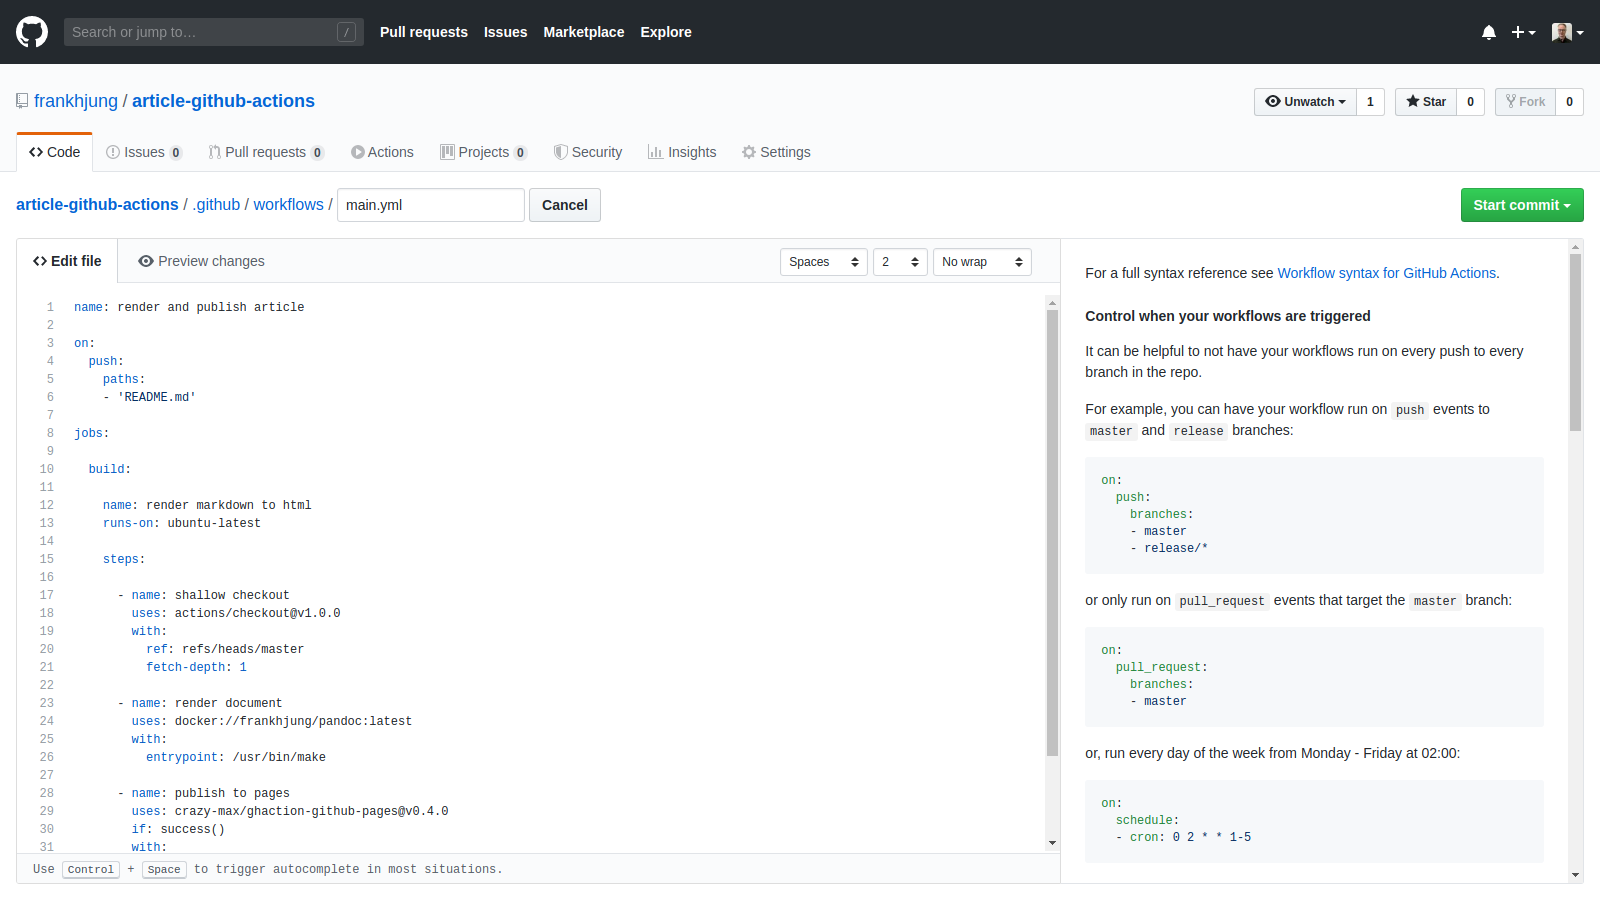 Search or jump to… /
Pull requests Issues Marketplace Explore
frankhjung / article-github-actions
Unwatch 1 Star 0 Fork 0
Code Issues 0 Pull requests 0 Actions Projects 0 Security Insights Settings
article-github-actions / .github / workflows / main.yml Cancel Start commit
Edit file Preview changes Spaces 2 No wrap
1 name: render and publish article
2
3 on:
4   push:
5     paths:
6     - 'README.md'
7
8 jobs:
9
10   build:
11
12     name: render markdown to html
13     runs-on: ubuntu-latest
14
15     steps:
16
17       - name: shallow checkout
18         uses: actions/checkout@v1.0.0
19         with:
20           ref: refs/heads/master
21           fetch-depth: 1
22
23       - name: render document
24         uses: docker://frankhjung/pandoc:latest
25         with:
26           entrypoint: /usr/bin/make
27
28       - name: publish to pages
29         uses: crazy-max/ghaction-github-pages@v0.4.0
30         if: success()
31         with:
Use Control + Space to trigger autocomplete in most situations.
For a full syntax reference see Workflow syntax for GitHub Actions.
Control when your workflows are triggered
It can be helpful to not have your workflows run on every push to every
branch in the repo.
For example, you can have your workflow run on push events to
master and release branches:
on:
  push:
    branches:
    - master
    - release/*
or only run on pull_request events that target the master branch:
on:
  pull_request:
    branches:
    - master
or, run every day of the week from Monday - Friday at 02:00:
on:
  schedule:
  - cron: 0 2 * * 1-5